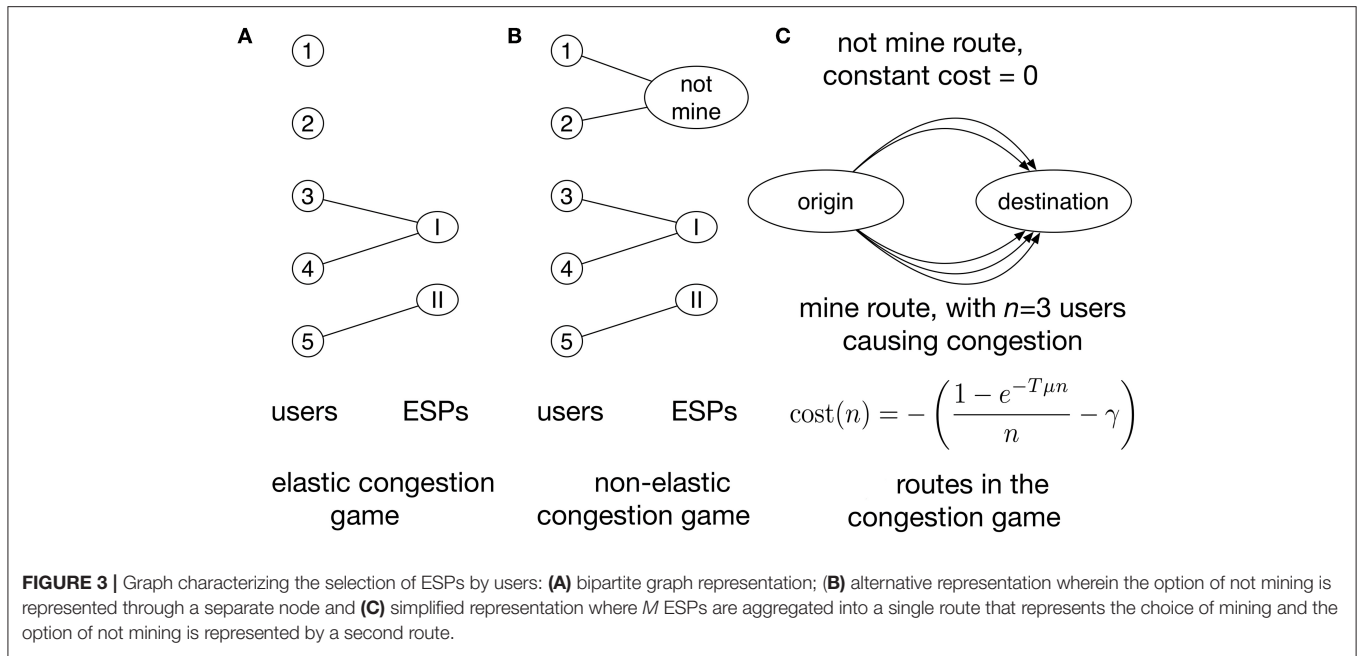 A
1
2
3
4
5
I
II
users ESPs
elastic congestion
game
B
1
2
3
4
5
not
mine
I
II
users ESPs
non-elastic
congestion game
C
not mine route,
constant cost = 0
origin
destination
mine route, with n=3 users
causing congestion
cost(n) = −(1 − e^{−Tμn}/n − γ)
routes in the
congestion game
FIGURE 3 | Graph characterizing the selection of ESPs by users: (A) bipartite graph representation; (B) alternative representation wherein the option of not mining is
represented through a separate node and (C) simplified representation where M ESPs are aggregated into a single route that represents the choice of mining and the
option of not mining is represented by a second route.